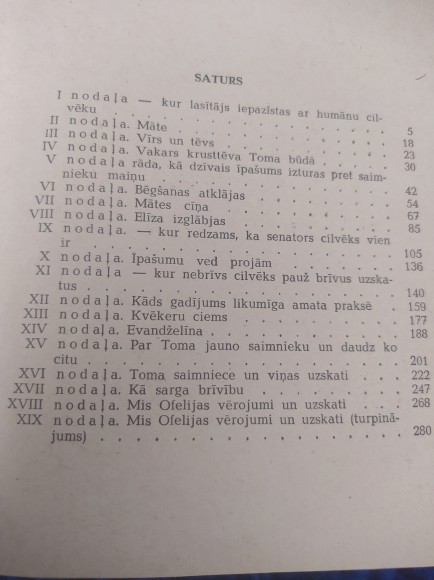 SATURS
I nodaļa — kur lasītājs iepazīstas ar humānu cil-
vēku . . . . . . . . . . . 5
II nodaļa. Māte . . . . . . . . . . . 18
III nodaļa. Vīrs un tēvs . . . . . . . . 23
IV nodaļa. Vakars krusttēva Toma būdā . . . 30
V nodaļa rāda, kā dzīvais īpašums izturas pret saim-
nieku maiņu . . . . . . . . . 42
VI nodaļa. Bēgšanas atklājas . . . . . . 54
VII nodaļa. Mātes cīņa . . . . . . . . 67
VIII nodaļa. Elīza izglābjas . . . . . . . 85
IX nodaļa. — kur redzams, ka senators cilvēks vien
ir . . . . . . . . . . . . 105
X nodaļa. Īpašumu ved projām . . . . . 136
XI nodaļa — kur nebrīvs cilvēks pauž brīvus uzska-
tus . . . . . . . . . . . 140
XII nodaļa. Kāds gadījums likumīga amata praksē . 159
XIII nodaļa. Kvēkeru ciems . . . . . . . 177
XIV nodaļa. Evandželīna . . . . . . . . 188
XV nodaļa. Par Toma jauno saimnieku un daudz ko
citu . . . . . . . . . . . 201
XVI nodaļa. Toma saimniece un viņas uzskati . . . 222
XVII nodaļa. Kā sarga brīvību . . . . . . 247
XVIII nodaļa. Mis Ofelijas vērojumi un uzskati . . . 268
XIX nodaļa. Mis Ofelijas vērojumi un uzskati (turpinā-
jums) . . . . . . . . . . . 280